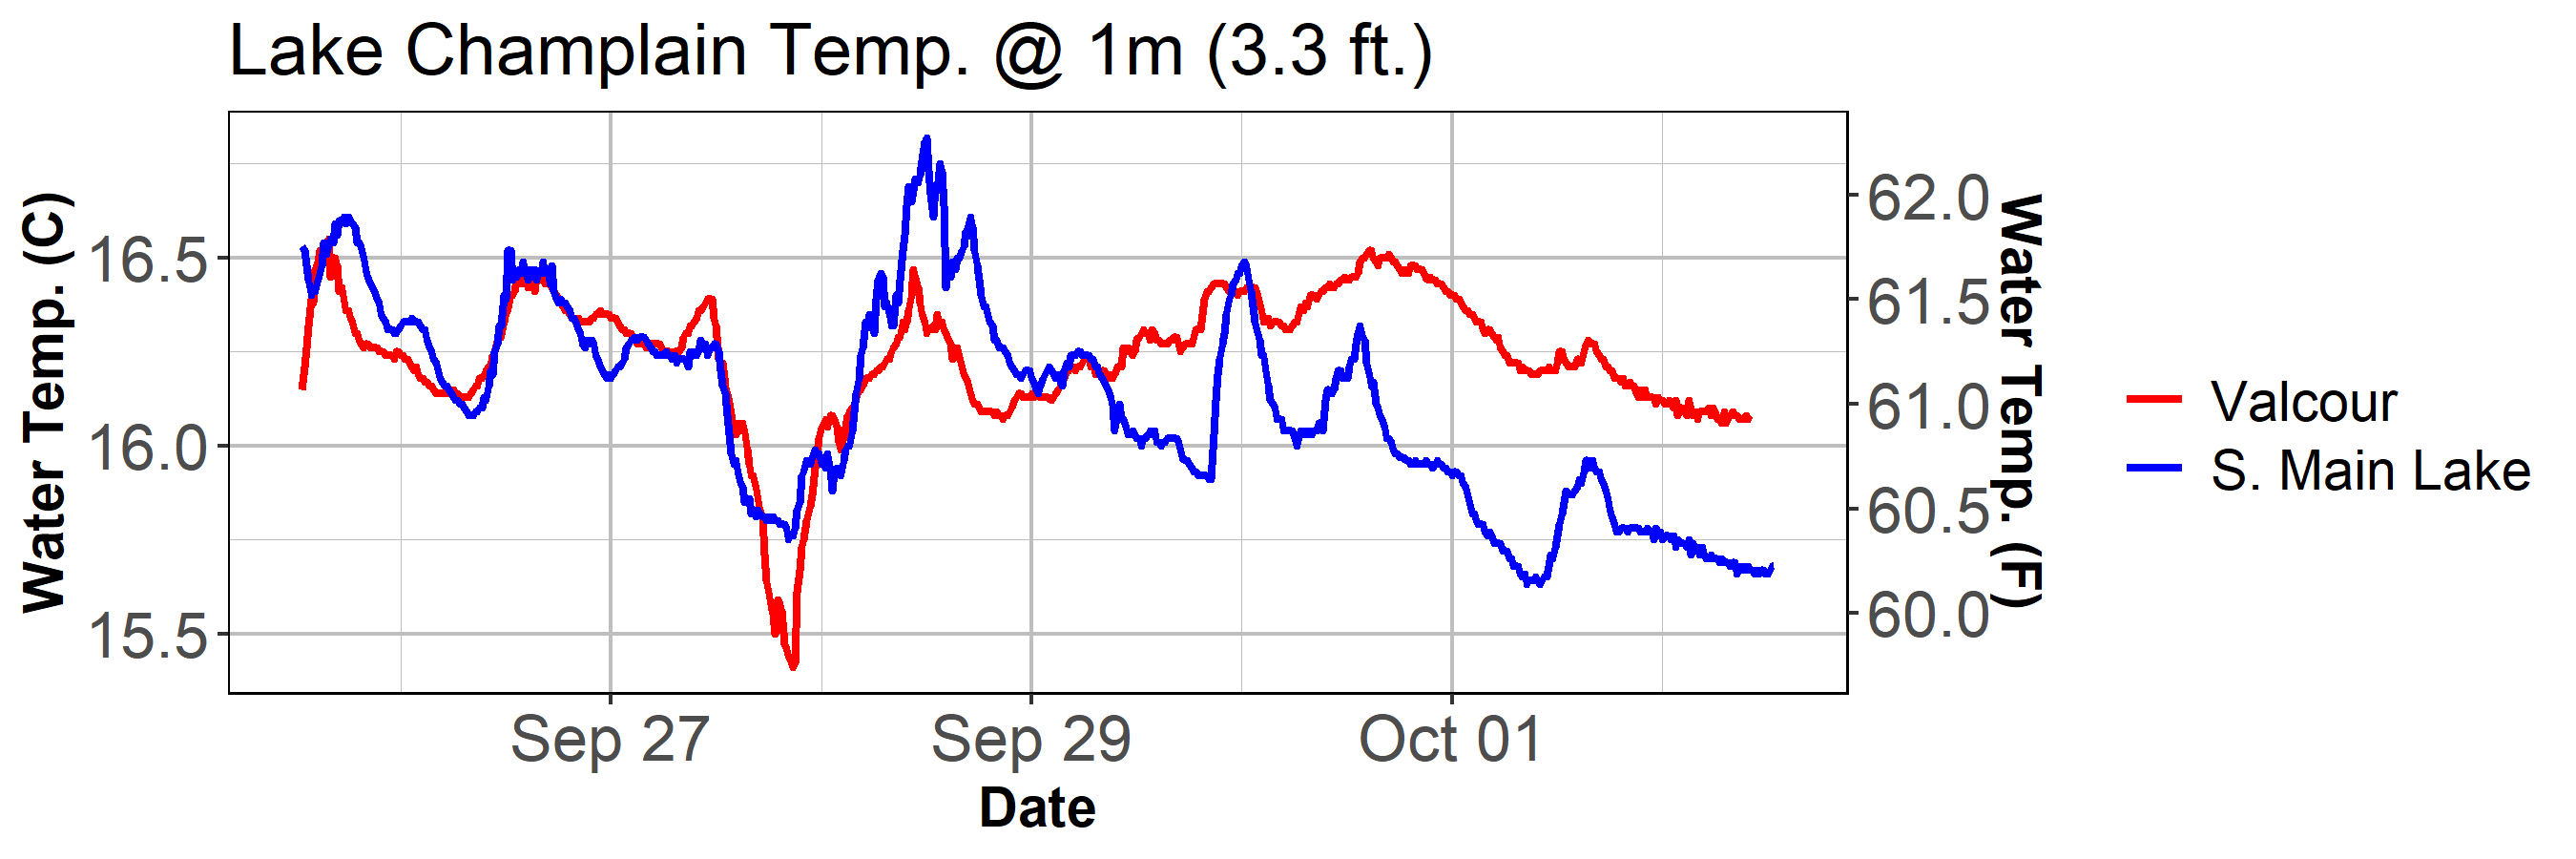 Lake Champlain Temp. @ 1m (3.3 ft.)
Water Temp. (C)
16.5
16.0
15.5
62.0
61.5
61.0
60.5
60.0
Water Temp. (F)
Sep 27
Sep 29
Oct 01
Date
Valcour
S. Main Lake